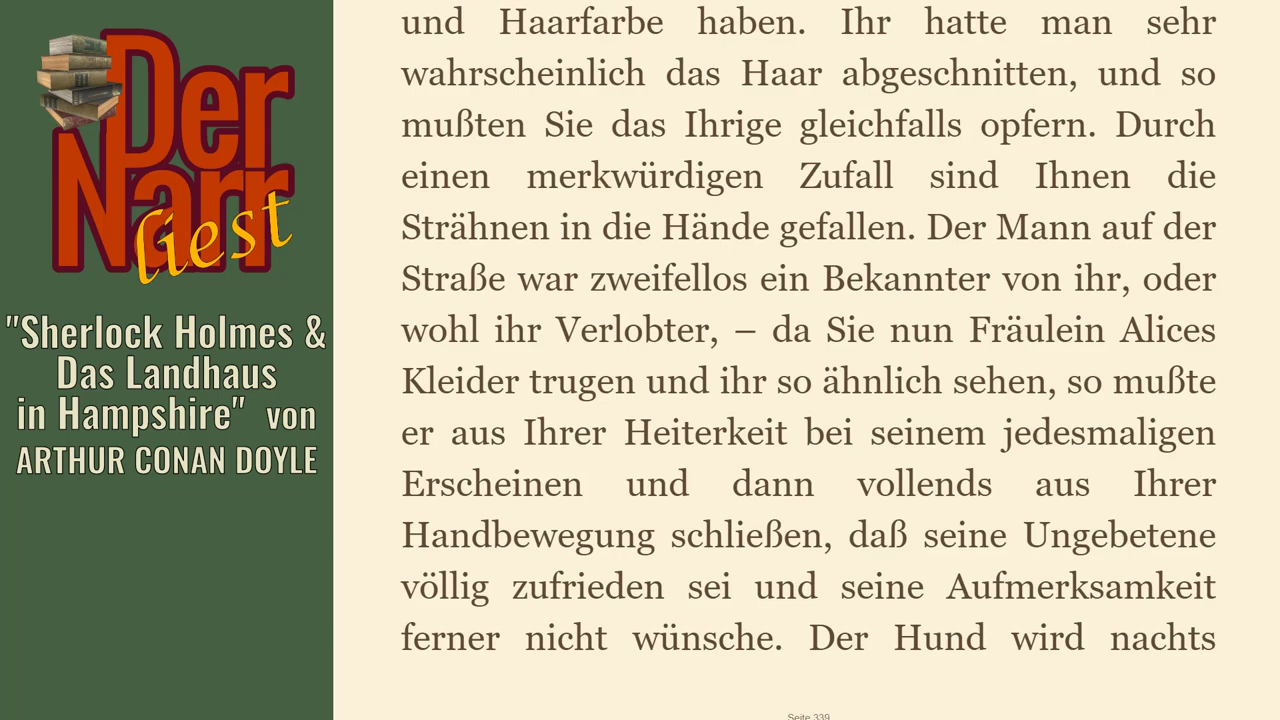 Der
Narr
liest
"Sherlock Holmes &
Das Landhaus
in Hampshire" von
ARTHUR CONAN DOYLE
und Haarfarbe haben. Ihr hatte man sehr
wahrscheinlich das Haar abgeschnitten, und so
mußten Sie das Ihrige gleichfalls opfern. Durch
einen merkwürdigen Zufall sind Ihnen die
Strähnen in die Hände gefallen. Der Mann auf der
Straße war zweifellos ein Bekannter von ihr, oder
wohl ihr Verlobter, – da Sie nun Fräulein Alices
Kleider trugen und ihr so ähnlich sehen, so mußte
er aus Ihrer Heiterkeit bei seinem jedesmaligen
Erscheinen und dann vollends aus Ihrer
Handbewegung schließen, daß seine Ungebetene
völlig zufrieden sei und seine Aufmerksamkeit
ferner nicht wünsche. Der Hund wird nachts
Seite 339